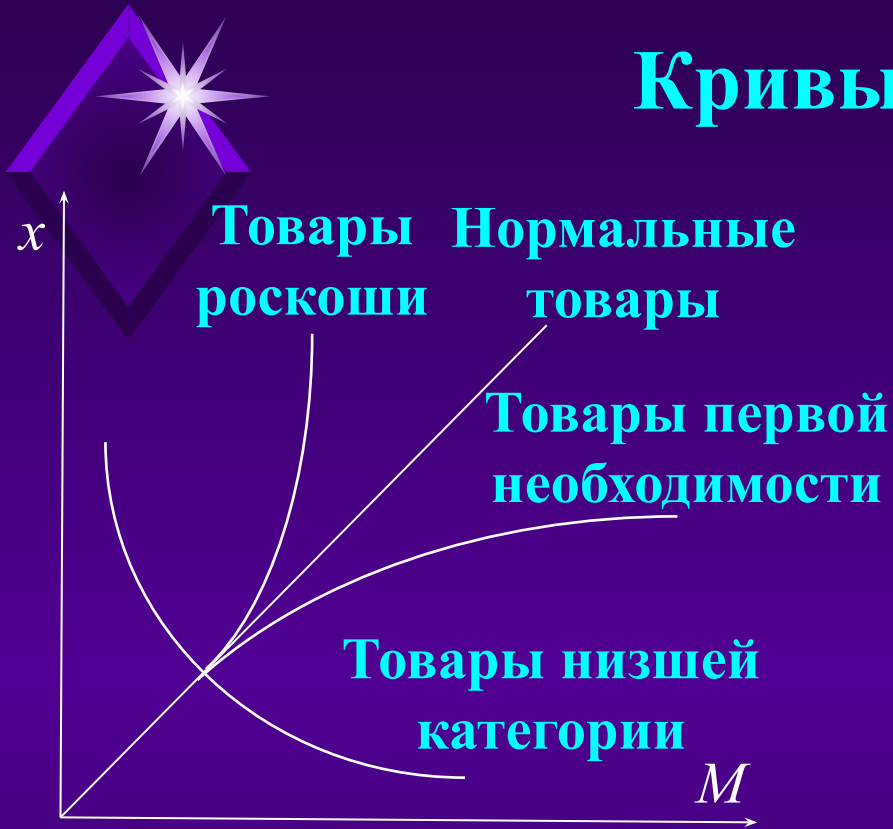 Кривы
x
Товары
роскоши
Нормальные
товары
Товары первой
необходимости
Товары низшей
категории
M